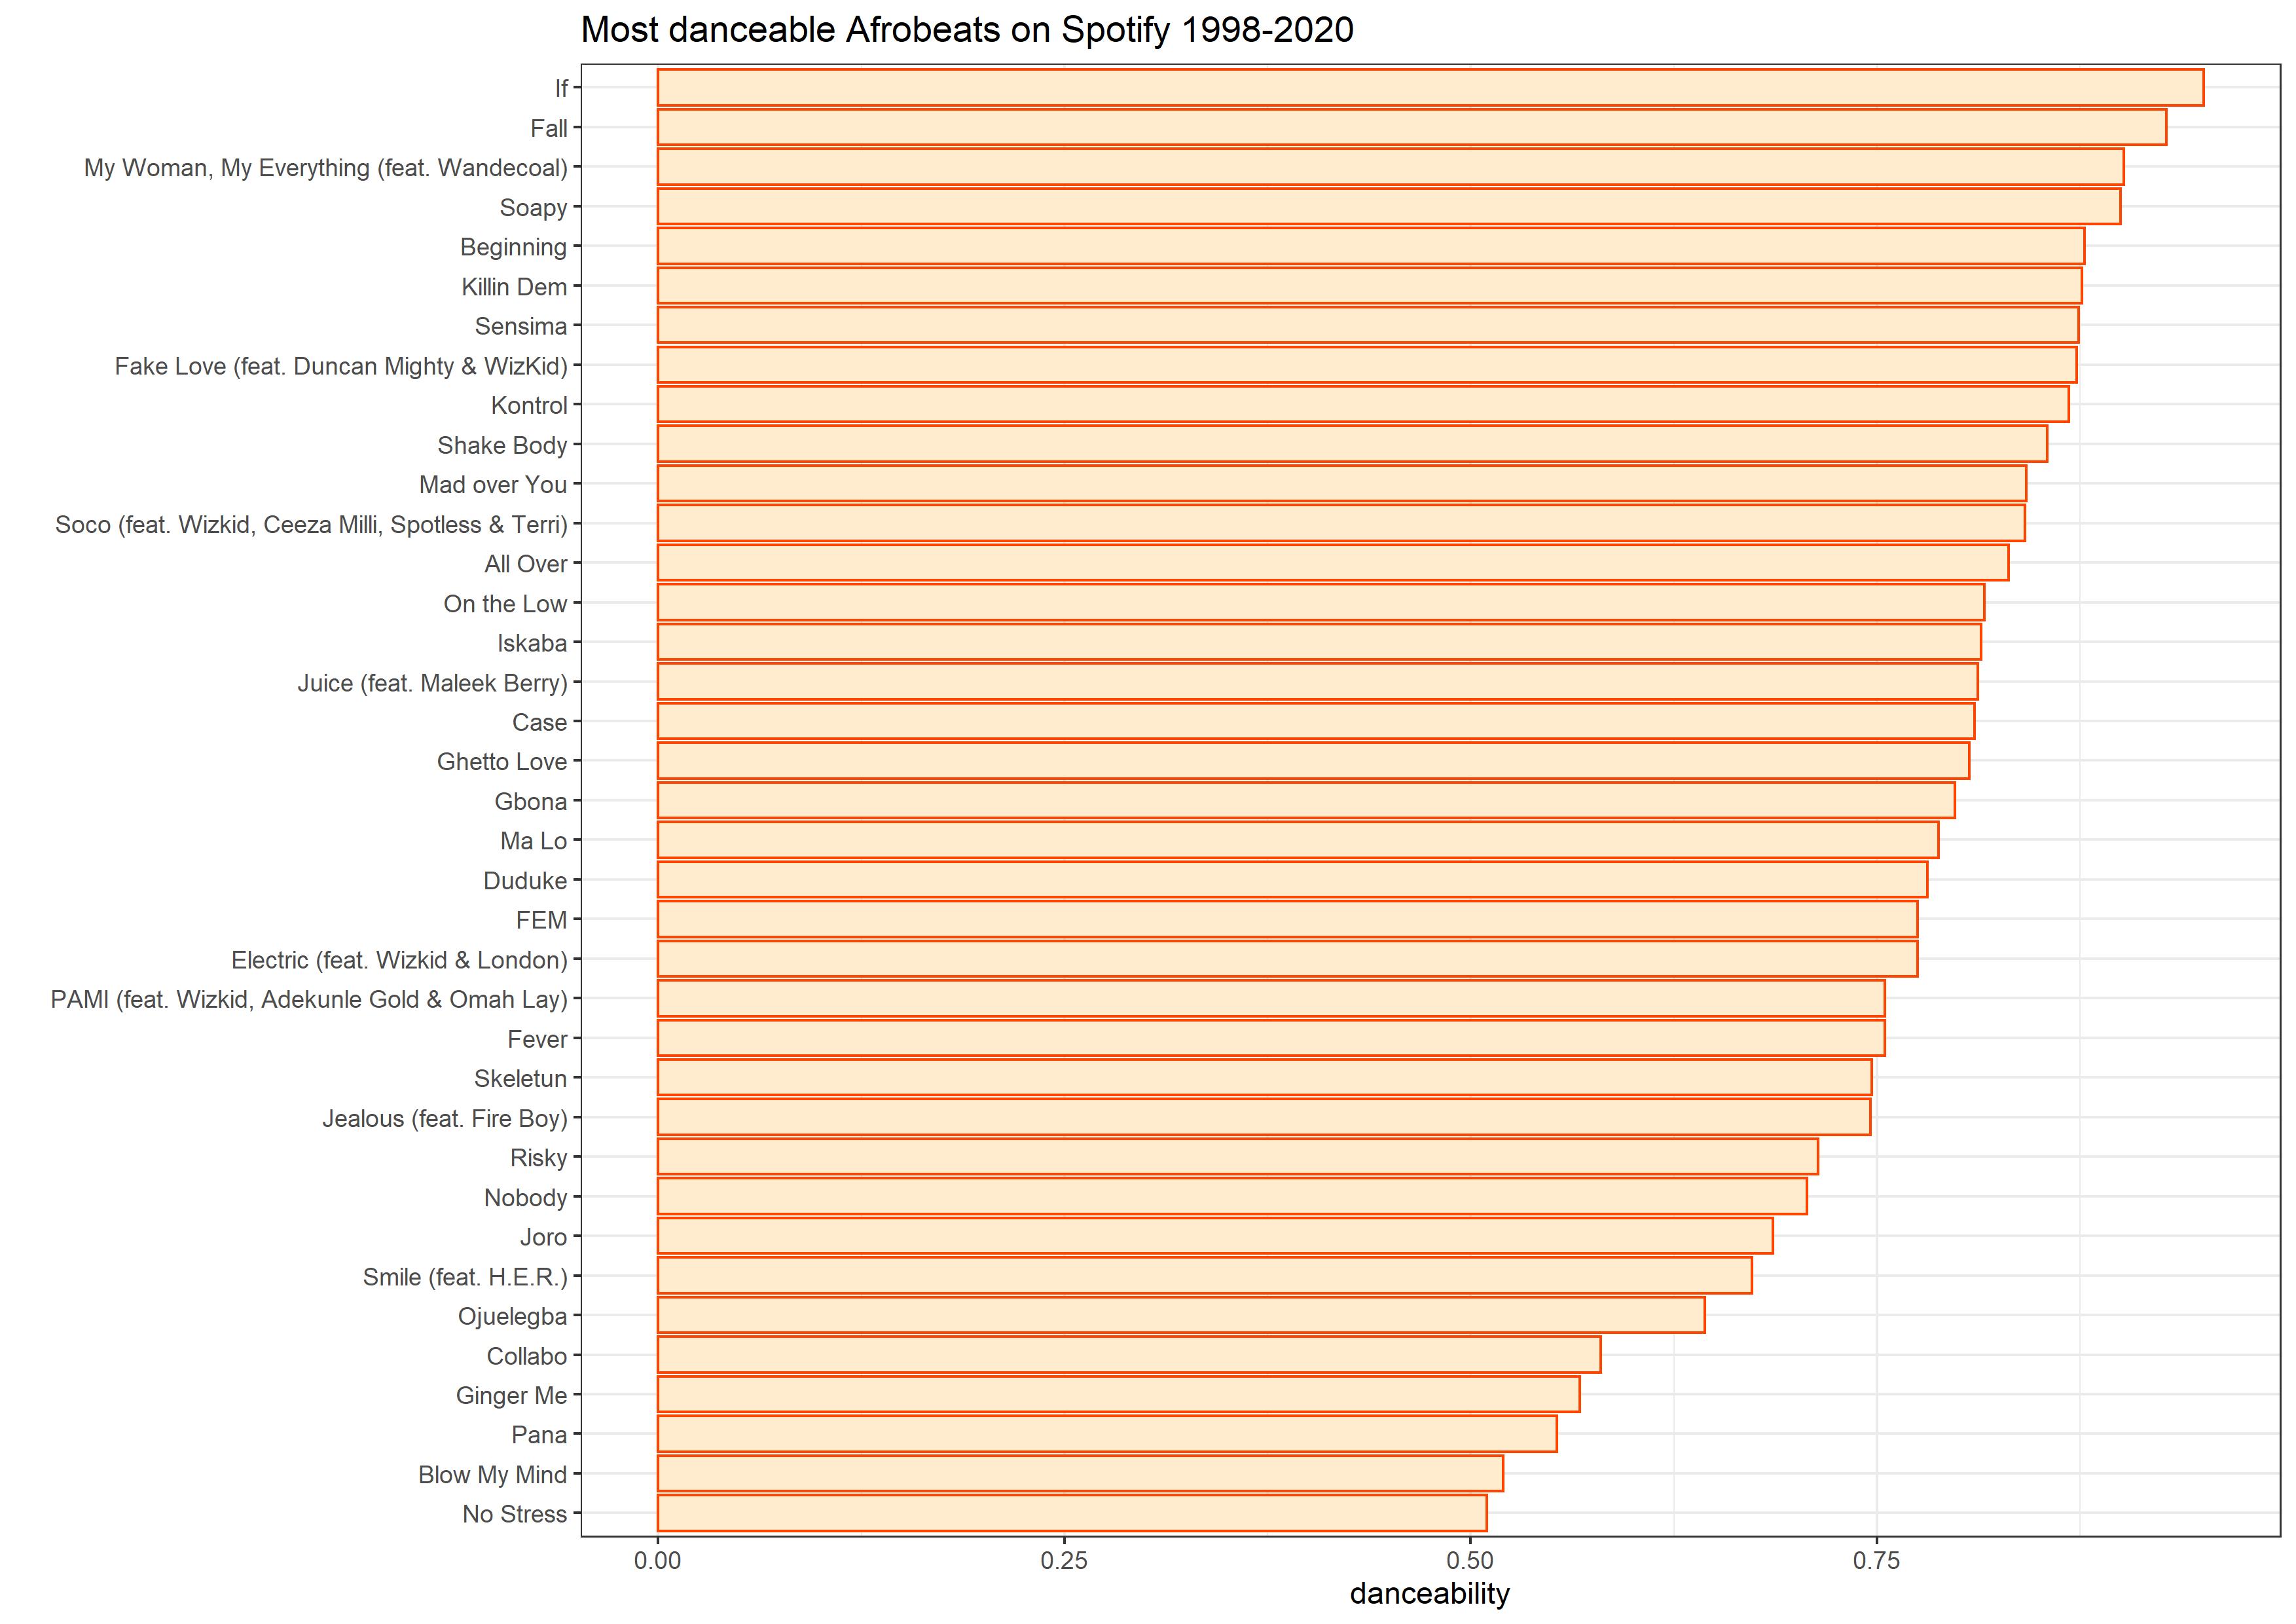 Most danceable Afrobeats on Spotify 1998-2020
If
Fall
My Woman, My Everything (feat. Wandecoal)
Soapy
Beginning
Killin Dem
Sensima
Fake Love (feat. Duncan Mighty & WizKid)
Kontrol
Shake Body
Mad over You
Soco (feat. Wizkid, Ceeza Milli, Spotless & Terri)
All Over
On the Low
Iskaba
Juice (feat. Maleek Berry)
Case
Ghetto Love
Gbona
Ma Lo
Duduke
FEM
Electric (feat. Wizkid & London)
PAMI (feat. Wizkid, Adekunle Gold & Omah Lay)
Fever
Skeletun
Jealous (feat. Fire Boy)
Risky
Nobody
Joro
Smile (feat. H.E.R.)
Ojuelegba
Collabo
Ginger Me
Pana
Blow My Mind
No Stress
0.00 0.25 0.50 0.75
danceability